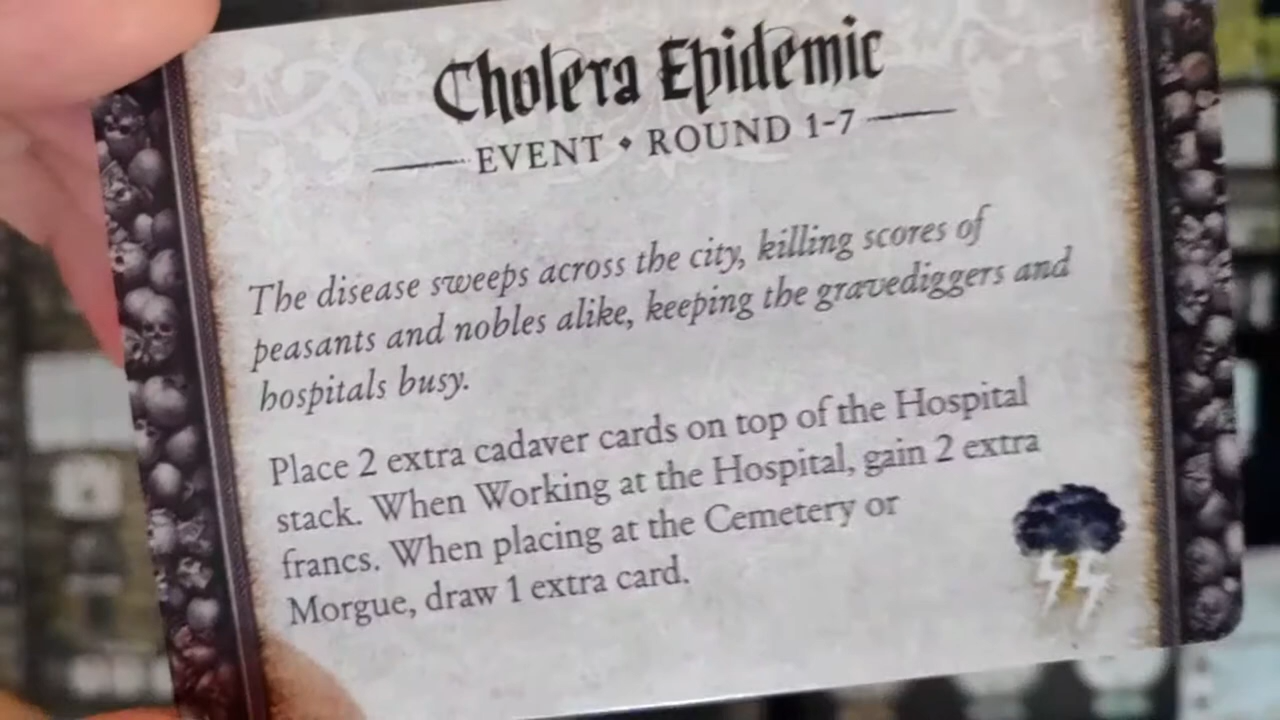 Cholera Epidemic
EVENT ◆ ROUND 1-7
The disease sweeps across the city, killing scores of
peasants and nobles alike, keeping the gravediggers and
hospitals busy.
Place 2 extra cadaver cards on top of the Hospital
stack. When Working at the Hospital, gain 2 extra
francs. When placing at the Cemetery or
Morgue, draw 1 extra card.